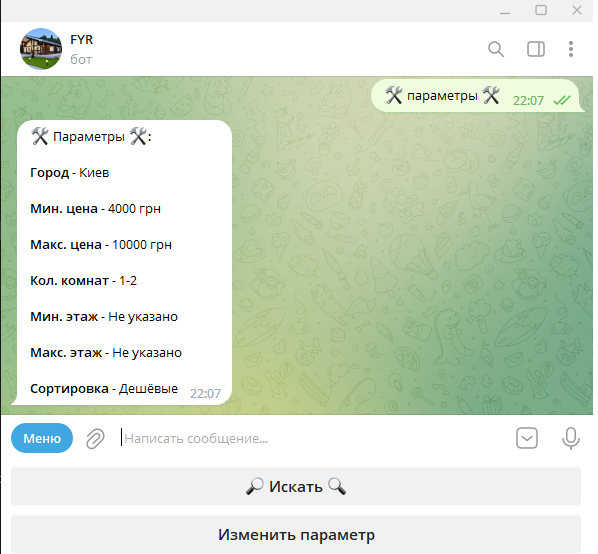 FYR
бот
🛠 параметры 🛠 22:07
🛠 Параметры 🛠:
Город - Киев
Мин. цена - 4000 грн
Макс. цена - 10000 грн
Кол. комнат - 1-2
Мин. этаж - Не указано
Макс. этаж - Не указано
Сортировка - Дешёвые 22:07
Меню
Написать сообщение...
🔎 Искать 🔍
Изменить параметр